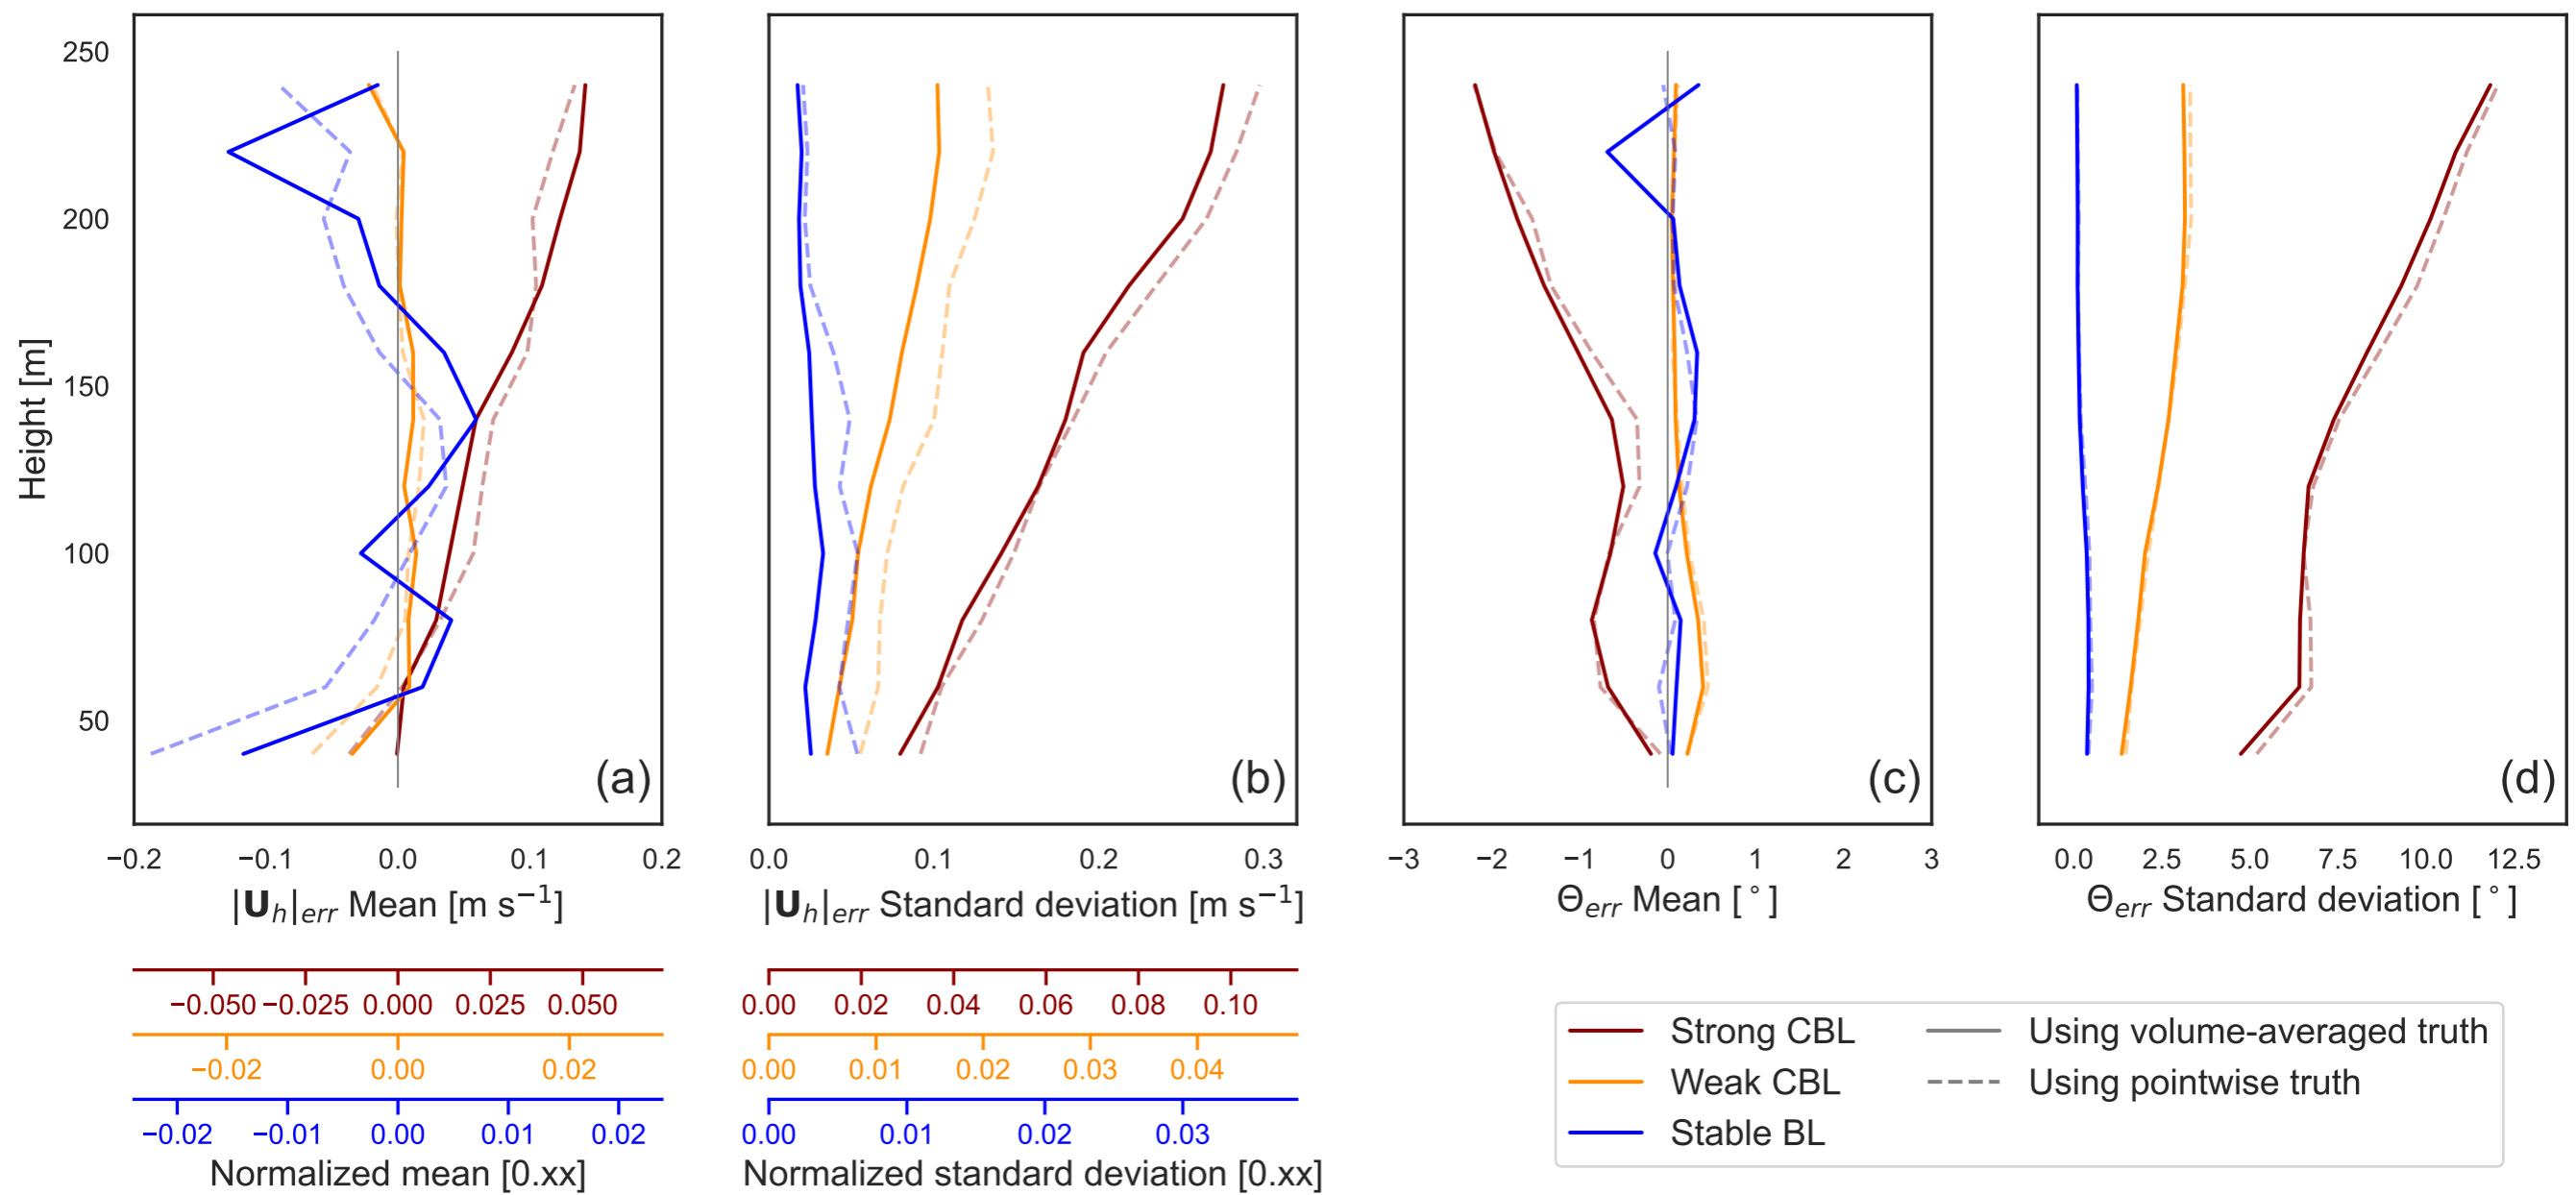 250
200
150
100
50
Height [m]
(a)
(b)
(c)
(d)
−0.2 −0.1 0.0 0.1 0.2
|U_h|_err Mean [m s⁻¹]
0.0 0.1 0.2 0.3
|U_h|_err Standard deviation [m s⁻¹]
−3 −2 −1 0 1 2 3
Θ_err Mean [°]
0.0 2.5 5.0 7.5 10.0 12.5
Θ_err Standard deviation [°]
−0.050 −0.025 0.000 0.025 0.050
−0.02 0.00 0.02
−0.02 −0.01 0.00 0.01 0.02
Normalized mean [0.xx]
0.00 0.02 0.04 0.06 0.08 0.10
0.00 0.01 0.02 0.03 0.04
0.00 0.01 0.02 0.03
Normalized standard deviation [0.xx]
Strong CBL
Weak CBL
Stable BL
Using volume-averaged truth
Using pointwise truth